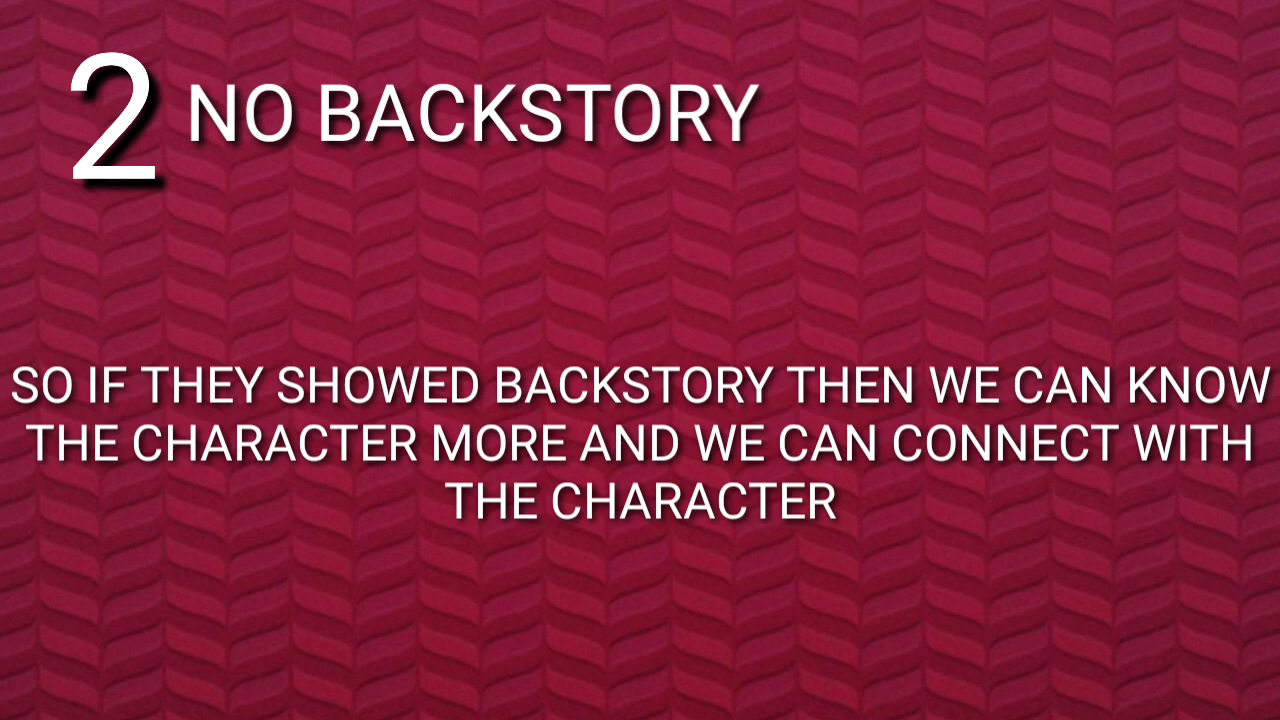 2 NO BACKSTORY
SO IF THEY SHOWED BACKSTORY THEN WE CAN KNOW
THE CHARACTER MORE AND WE CAN CONNECT WITH
THE CHARACTER